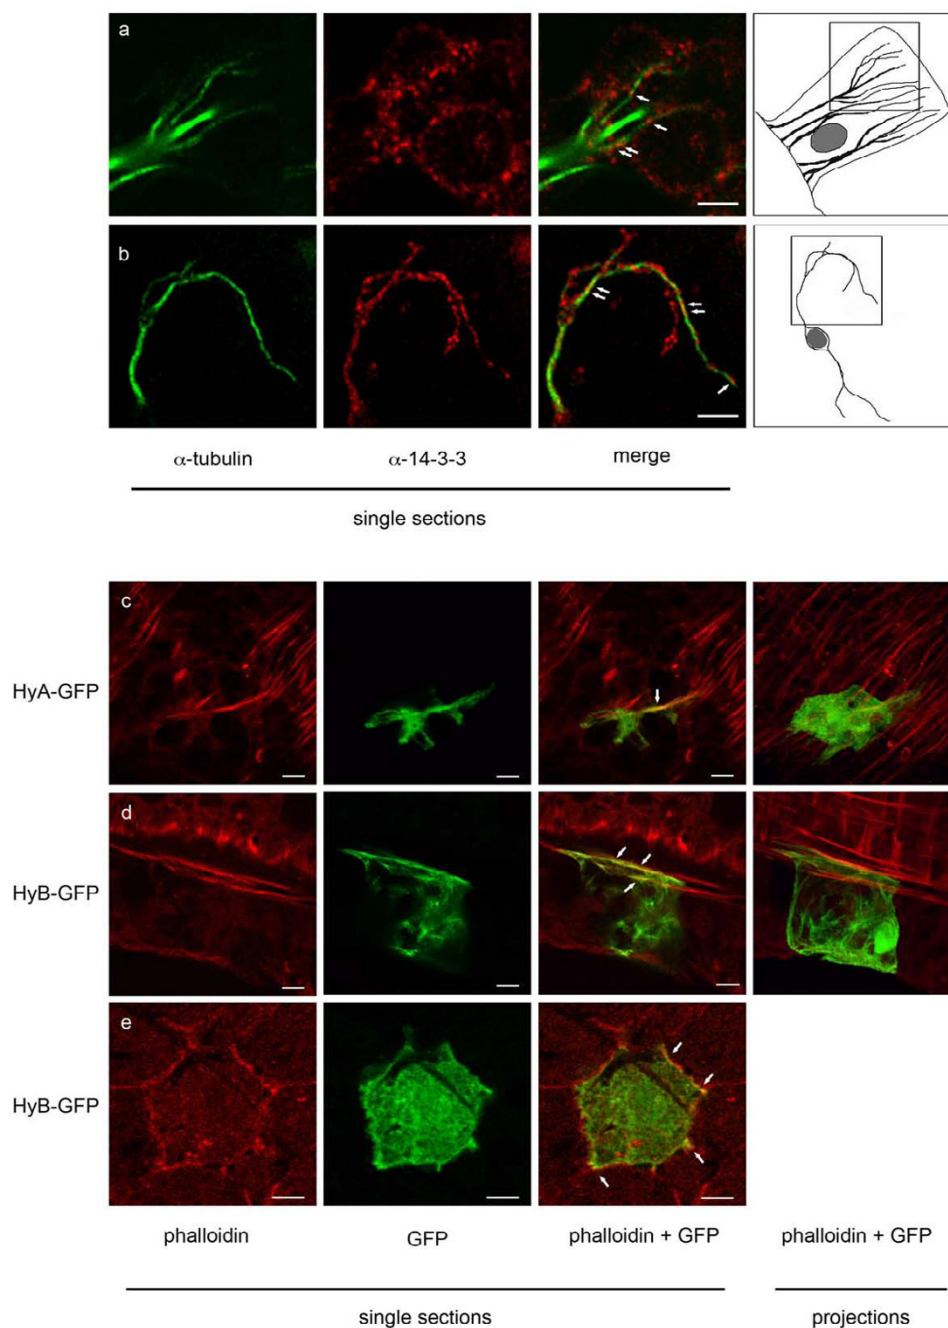 a
b
α-tubulin α-14-3-3 merge
single sections
c
HyA-GFP
d
HyB-GFP
e
HyB-GFP
phalloidin GFP phalloidin + GFP phalloidin + GFP
single sections projections